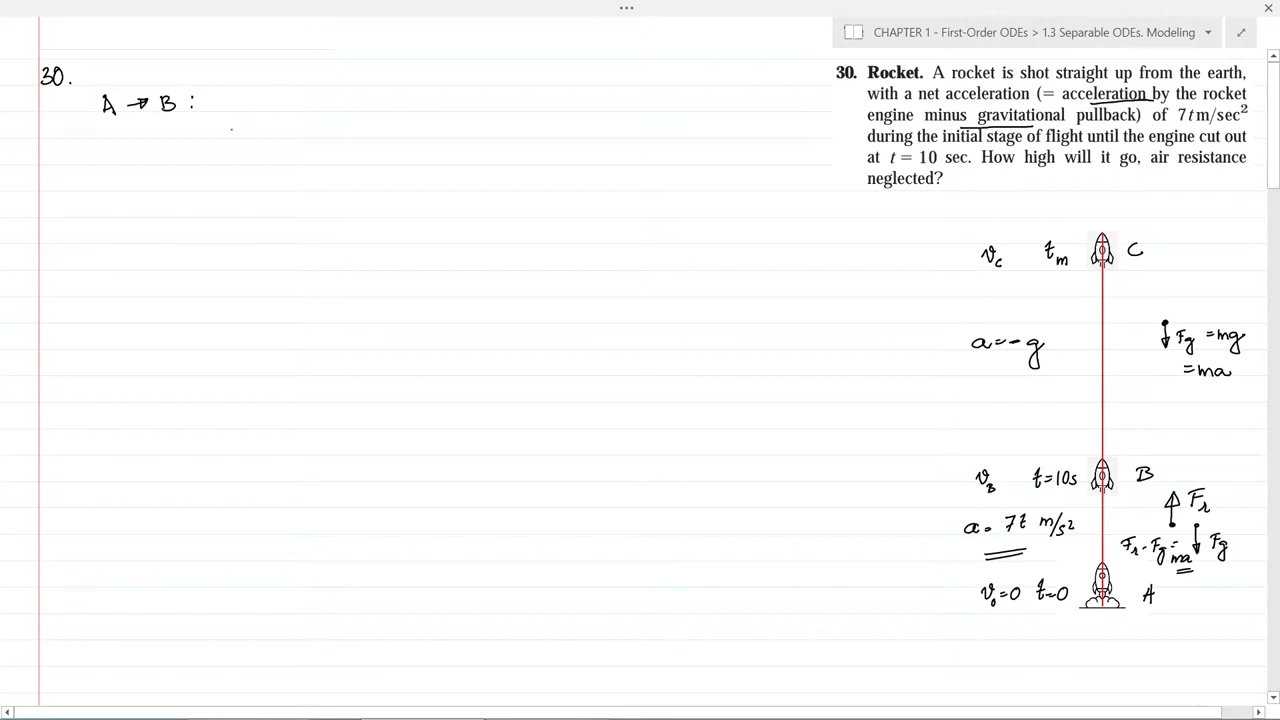 CHAPTER 1 - First-Order ODEs > 1.3 Separable ODEs. Modeling
30.
A → B :
30. Rocket. A rocket is shot straight up from the earth,
with a net acceleration (= acceleration by the rocket
engine minus gravitational pullback) of 7t m/sec²
during the initial stage of flight until the engine cut out
at t = 10 sec. How high will it go, air resistance
neglected?
v_c t_m C
a = -g
F_g = mg
= ma
v_B t=10s B
a = 7t m/s²
F_r
F_r - F_g = ma
F_g
v_0=0 t=0 A